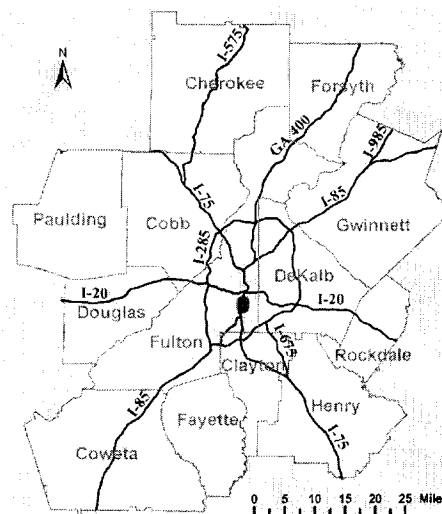 N
I-575
Cherokee
Forsyth
GA 400
I-985
I-75
I-85
Paulding
Cobb
Gwinnett
I-285
DeKalb
I-20
I-20
Douglas
Fulton
I-675
Rockdale
Clayton
I-85
Fayette
Henry
I-75
Coweta
0 5 10 15 20 25 Mile